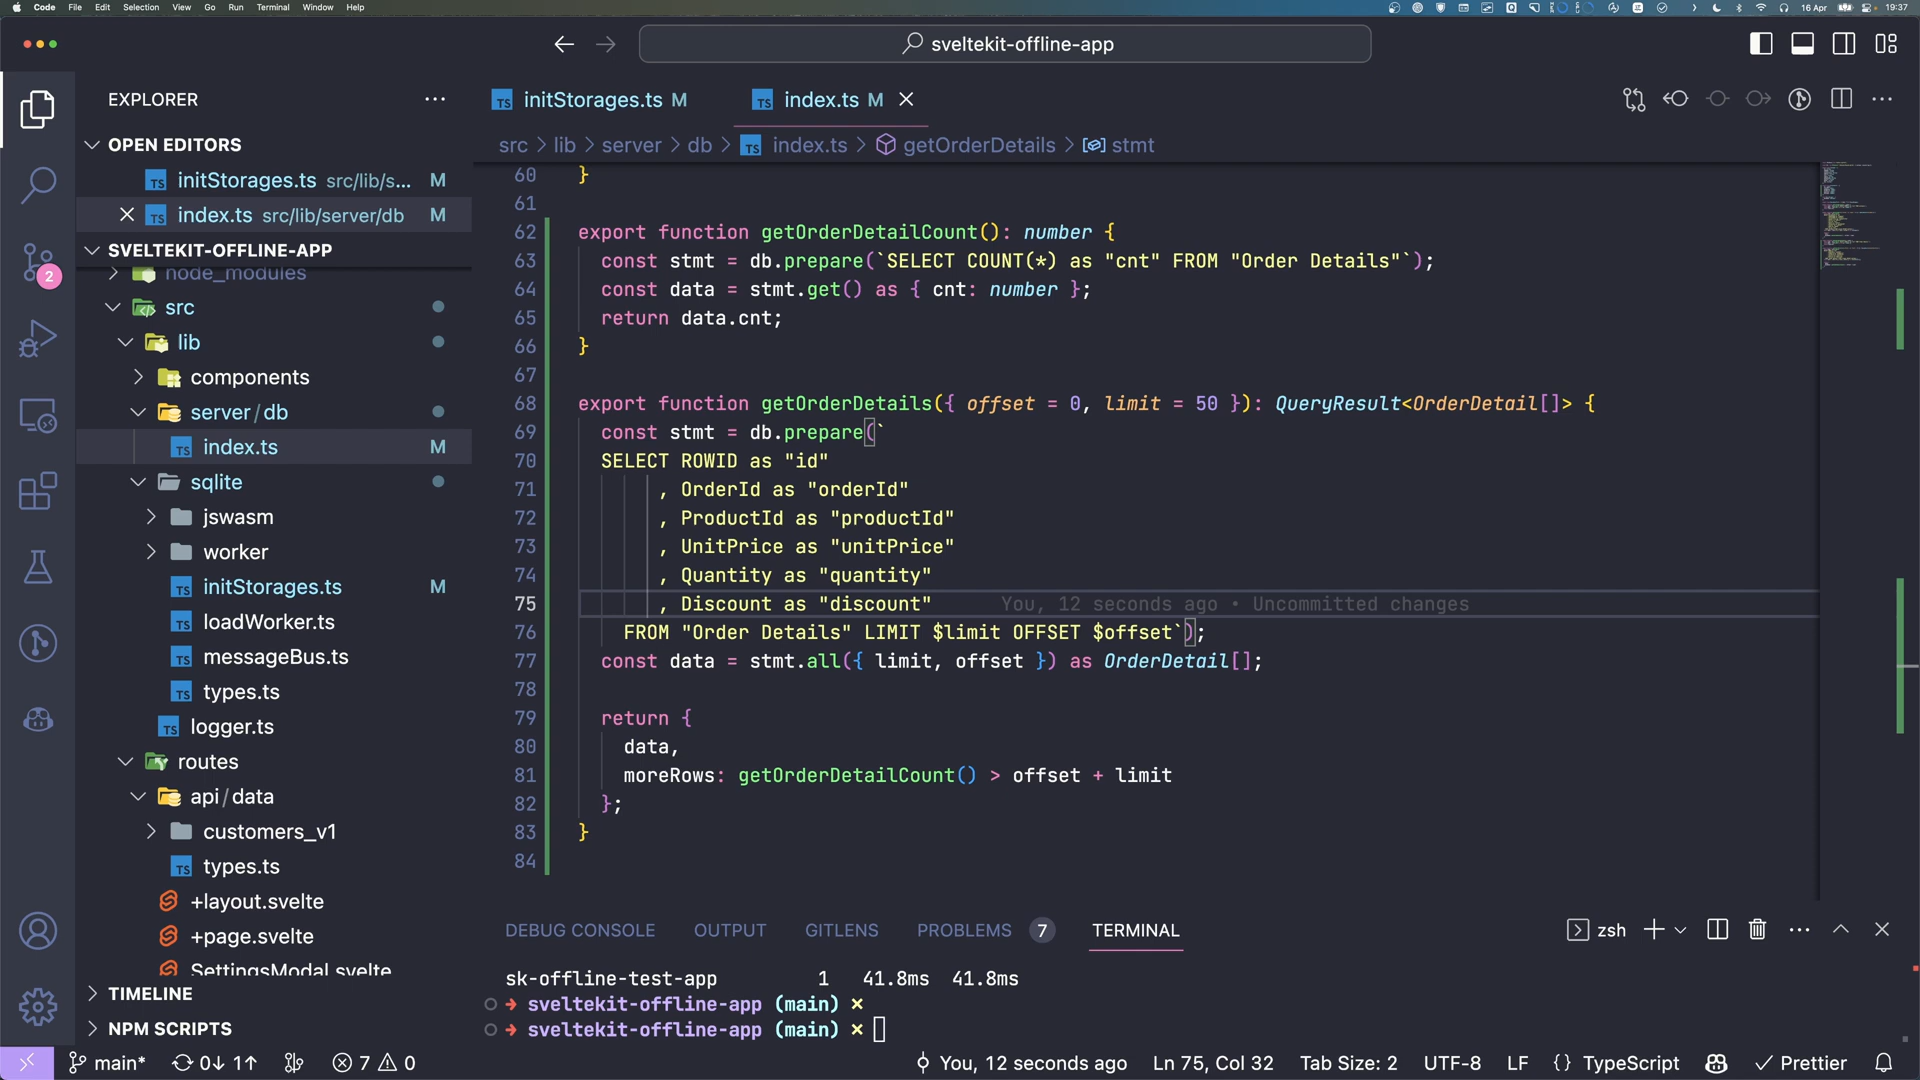 Code File Edit Selection View Go Run Terminal Window Help
16 Apr 19:37
sveltekit-offline-app
EXPLORER
OPEN EDITORS
initStorages.ts src/lib/s... M
index.ts src/lib/server/db M
SVELTEKIT-OFFLINE-APP
node_modules
src
lib
components
server/db
index.ts M
sqlite
jswasm
worker
initStorages.ts M
loadWorker.ts
messageBus.ts
types.ts
logger.ts
routes
api/data
customers_v1
types.ts
+layout.svelte
+page.svelte
SettingsModal.svelte
TIMELINE
NPM SCRIPTS
2
initStorages.ts M
index.ts M
src > lib > server > db > TS index.ts > getOrderDetails > stmt
60 }
61
62 export function getOrderDetailCount(): number {
63 const stmt = db.prepare(`SELECT COUNT(*) as "cnt" FROM "Order Details"`);
64 const data = stmt.get() as { cnt: number };
65 return data.cnt;
66 }
67
68 export function getOrderDetails({ offset = 0, limit = 50 }): QueryResult<OrderDetail[]> {
69 const stmt = db.prepare(`
70 SELECT ROWID as "id"
71 , OrderId as "orderId"
72 , ProductId as "productId"
73 , UnitPrice as "unitPrice"
74 , Quantity as "quantity"
75 , Discount as "discount" You, 12 seconds ago • Uncommitted changes
76 FROM "Order Details" LIMIT $limit OFFSET $offset`);
77 const data = stmt.all({ limit, offset }) as OrderDetail[];
78
79 return {
80 data,
81 moreRows: getOrderDetailCount() > offset + limit
82 };
83 }
84
DEBUG CONSOLE OUTPUT GITLENS PROBLEMS 7 TERMINAL
zsh
sk-offline-test-app 1 41.8ms 41.8ms
➜ sveltekit-offline-app (main) ×
➜ sveltekit-offline-app (main) ×
main* 0↓ 1↑ 7 0
You, 12 seconds ago Ln 75, Col 32 Tab Size: 2 UTF-8 LF {} TypeScript Prettier